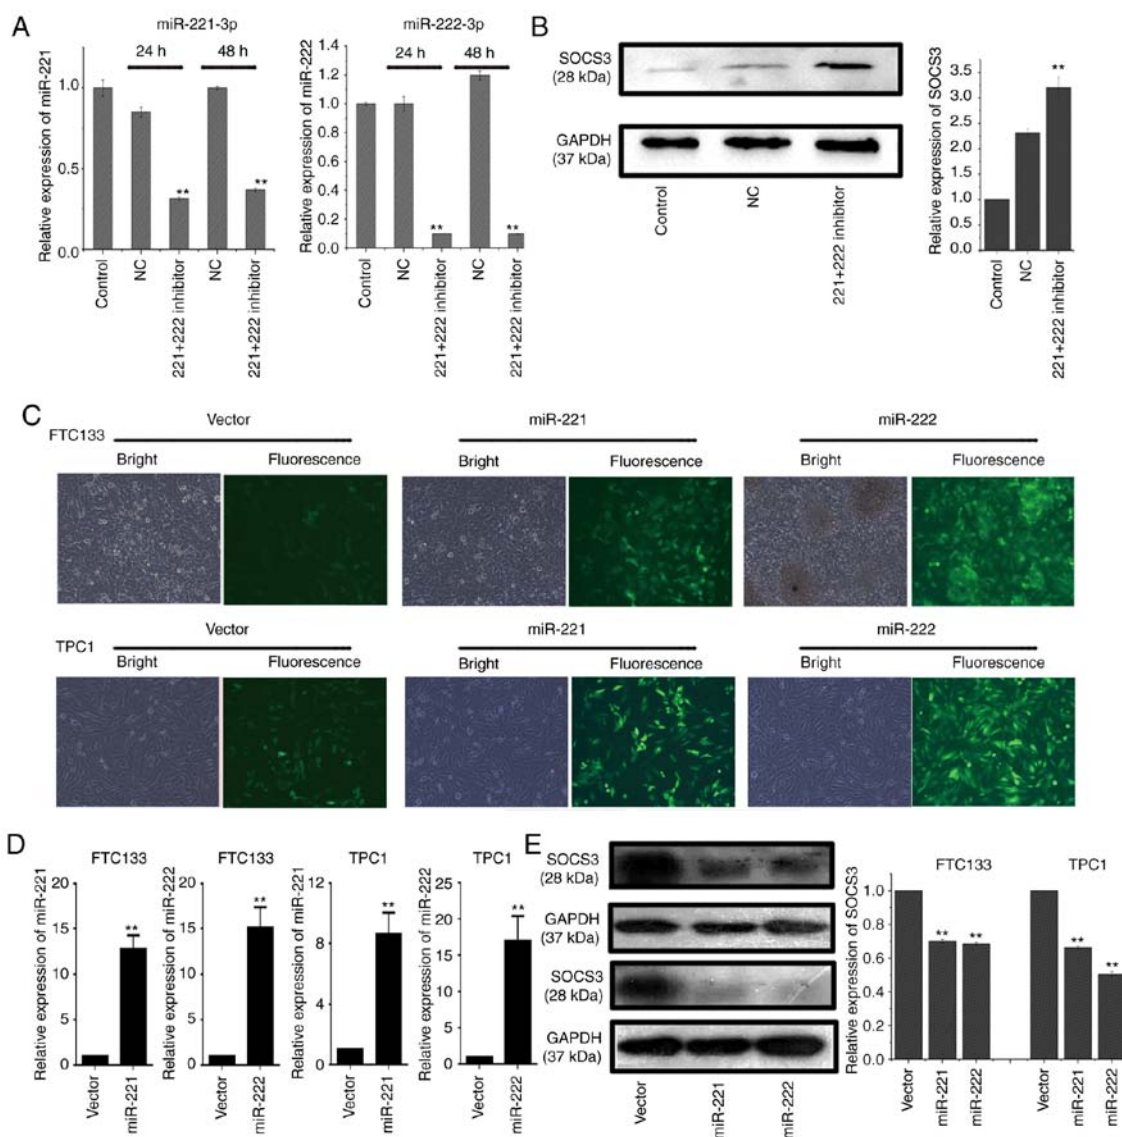 A
miR-221-3p
24 h
48 h
Relative expression of miR-221
1.0
0.5
0.0
Control
NC
221+222 inhibitor
NC
221+222 inhibitor
**
**
miR-222-3p
24 h
48 h
Relative expression of miR-222
1.2
1.0
0.8
0.6
0.4
0.2
0.0
Control
NC
221+222 inhibitor
NC
221+222 inhibitor
**
**
B
SOCS3
(28 kDa)
GAPDH
(37 kDa)
Control
NC
221+222 inhibitor
Relative expression of SOCS3
3.5
3.0
2.5
2.0
1.5
1.0
0.5
0.0
**
Control
NC
221+222 inhibitor
C
FTC133
Vector
miR-221
miR-222
Bright
Fluorescence
Bright
Fluorescence
Bright
Fluorescence
TPC1
Vector
miR-221
miR-222
Bright
Fluorescence
Bright
Fluorescence
Bright
Fluorescence
D
FTC133
Relative expression of miR-221
20
15
10
5
0
**
Vector
miR-221
FTC133
Relative expression of miR-222
20
15
10
5
0
**
Vector
miR-222
TPC1
Relative expression of miR-221
12
8
4
0
**
Vector
miR-221
TPC1
Relative expression of miR-222
25
20
15
10
5
0
**
Vector
miR-222
E
SOCS3
(28 kDa)
GAPDH
(37 kDa)
SOCS3
(28 kDa)
GAPDH
(37 kDa)
Vector
miR-221
miR-222
FTC133
TPC1
Relative expression of SOCS3
1.0
0.8
0.6
0.4
0.2
0.0
**
**
**
**
Vector
miR-221
miR-222
Vector
miR-221
miR-222